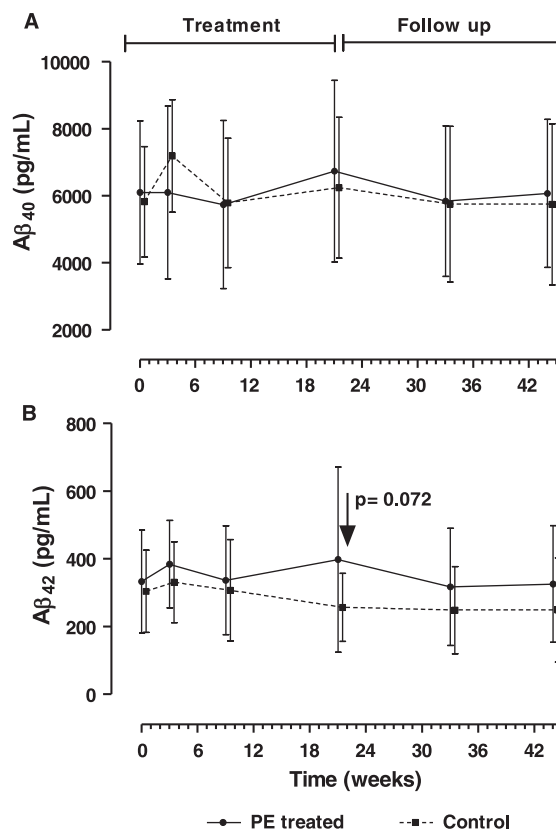 A
Treatment
Follow up
10000
8000
6000
4000
2000
Aβ40 (pg/mL)
0 6 12 18 24 30 36 42
B
800
600
400
200
0
Aβ42 (pg/mL)
p= 0.072
0 6 12 18 24 30 36 42
Time (weeks)
PE treated Control